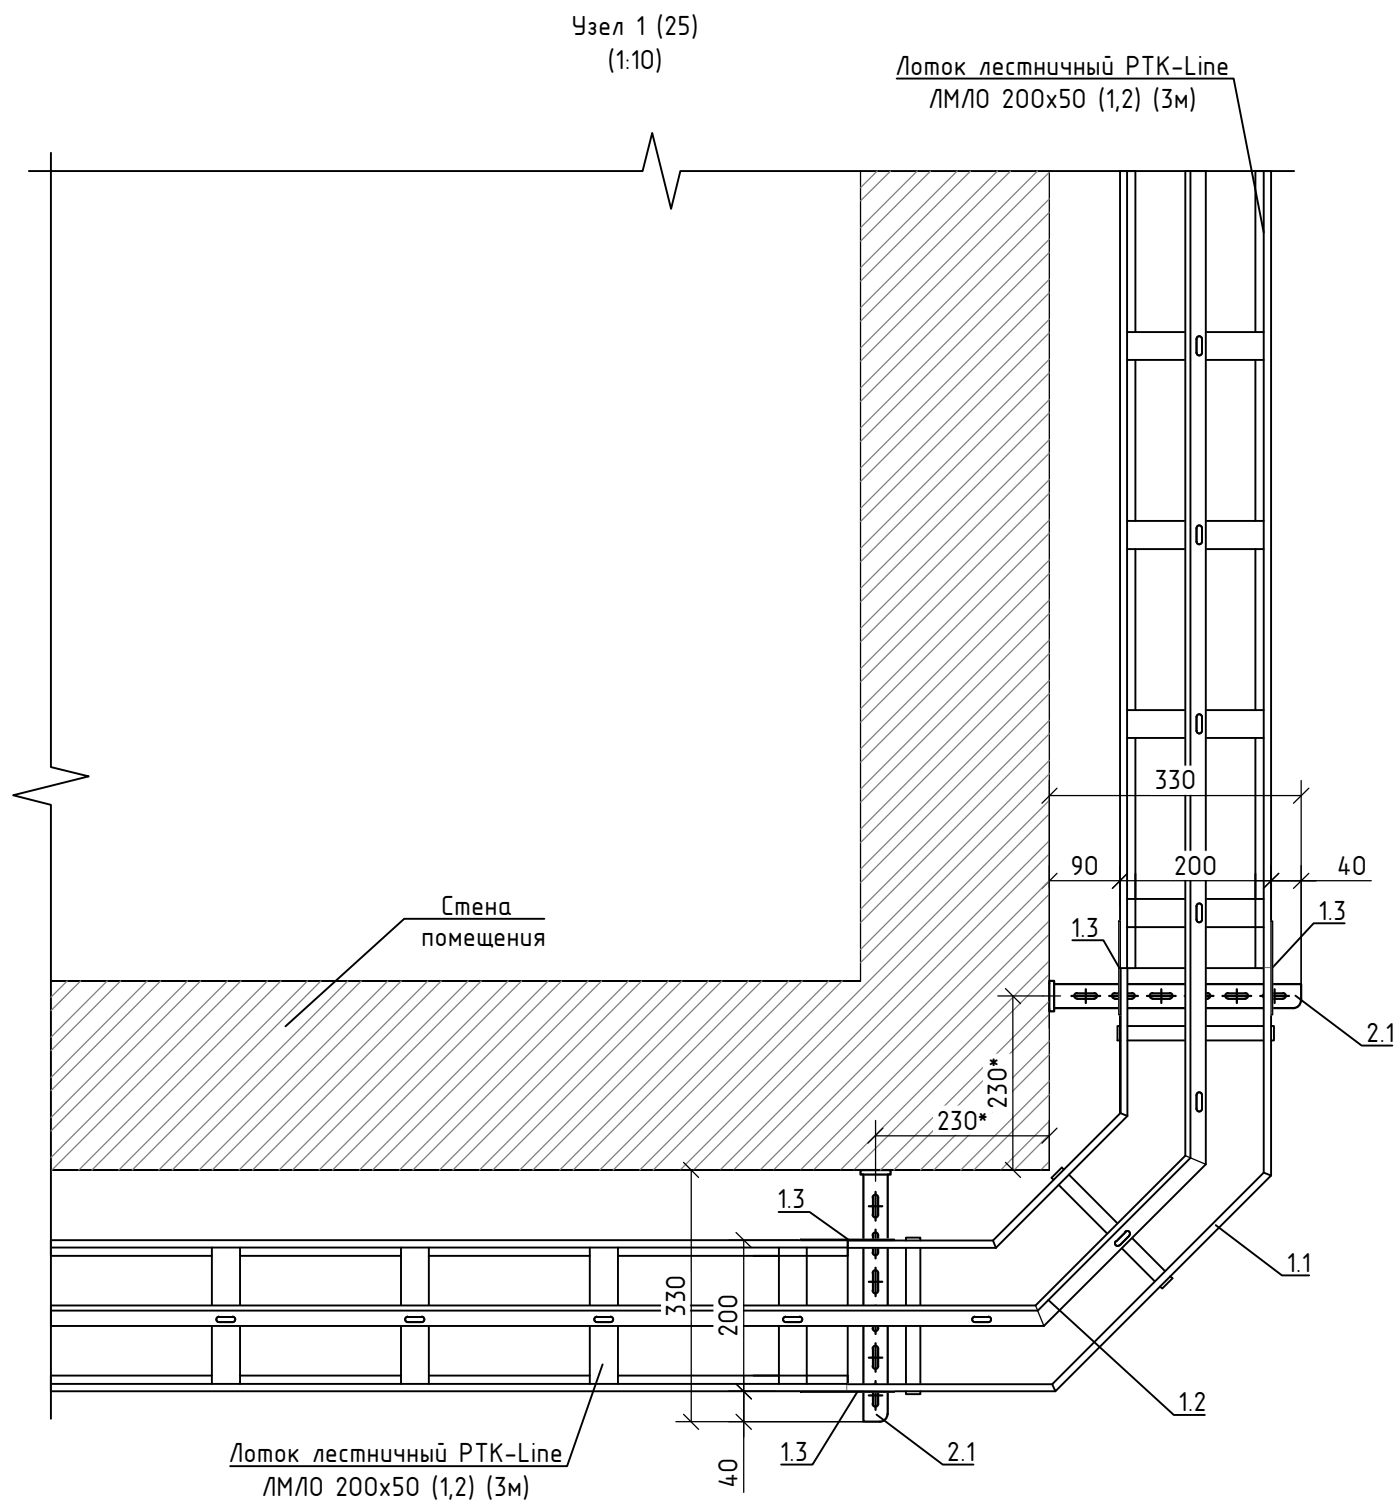 Узел 1 (25)
(1:10)
Лоток лестничный PTK-Line
ЛМЛО 200x50 (1,2) (3м)
330
90
200
40
Стена
помещения
1.3
1.3
2.1
230*
230*
1.3
330
200
1.1
1.2
Лоток лестничный PTK-Line
ЛМЛО 200x50 (1,2) (3м)
40
1.3
2.1